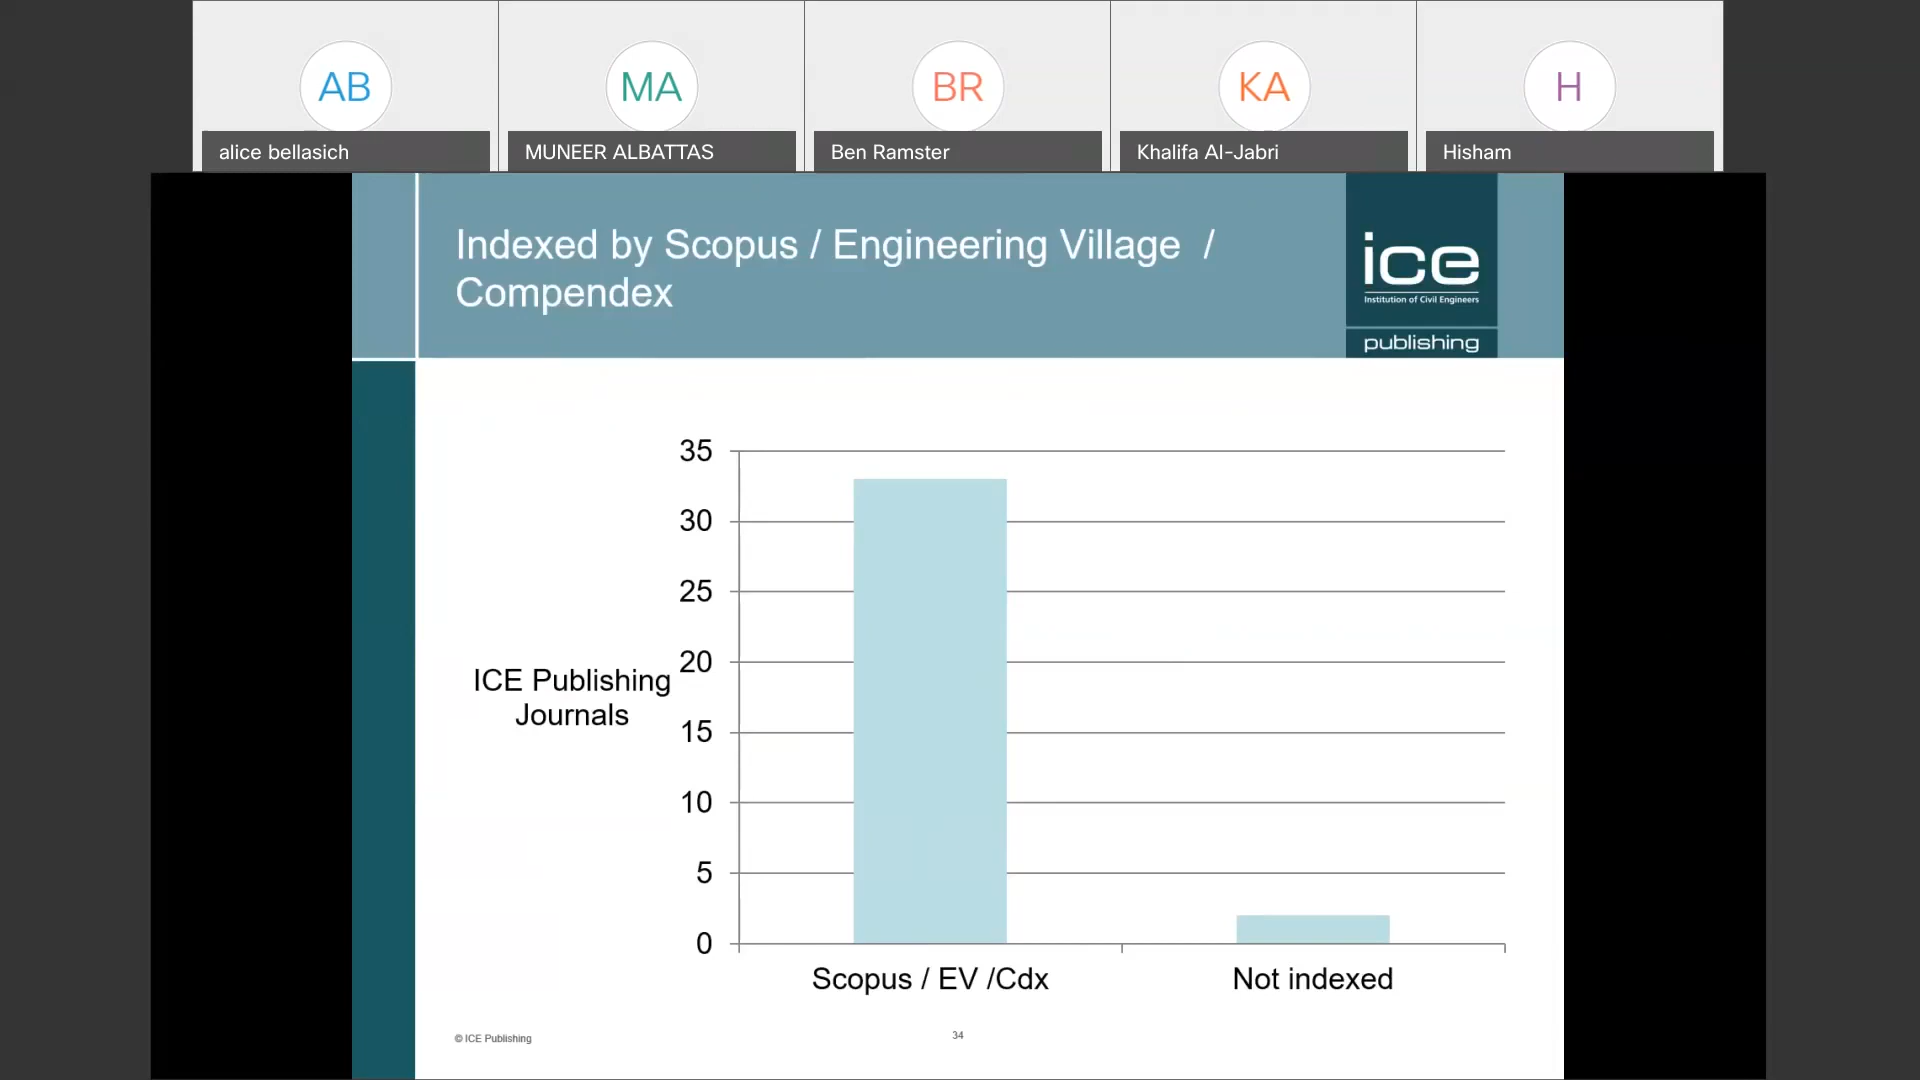 AB
MA
BR
KA
H
alice bellasich
MUNEER ALBATTAS
Ben Ramster
Khalifa Al-Jabri
Hisham
Indexed by Scopus / Engineering Village /
Compendex
ice
Institution of Civil Engineers
publishing
35
30
25
20
15
10
5
0
ICE Publishing
Journals
Scopus / EV /Cdx
Not indexed
© ICE Publishing
34